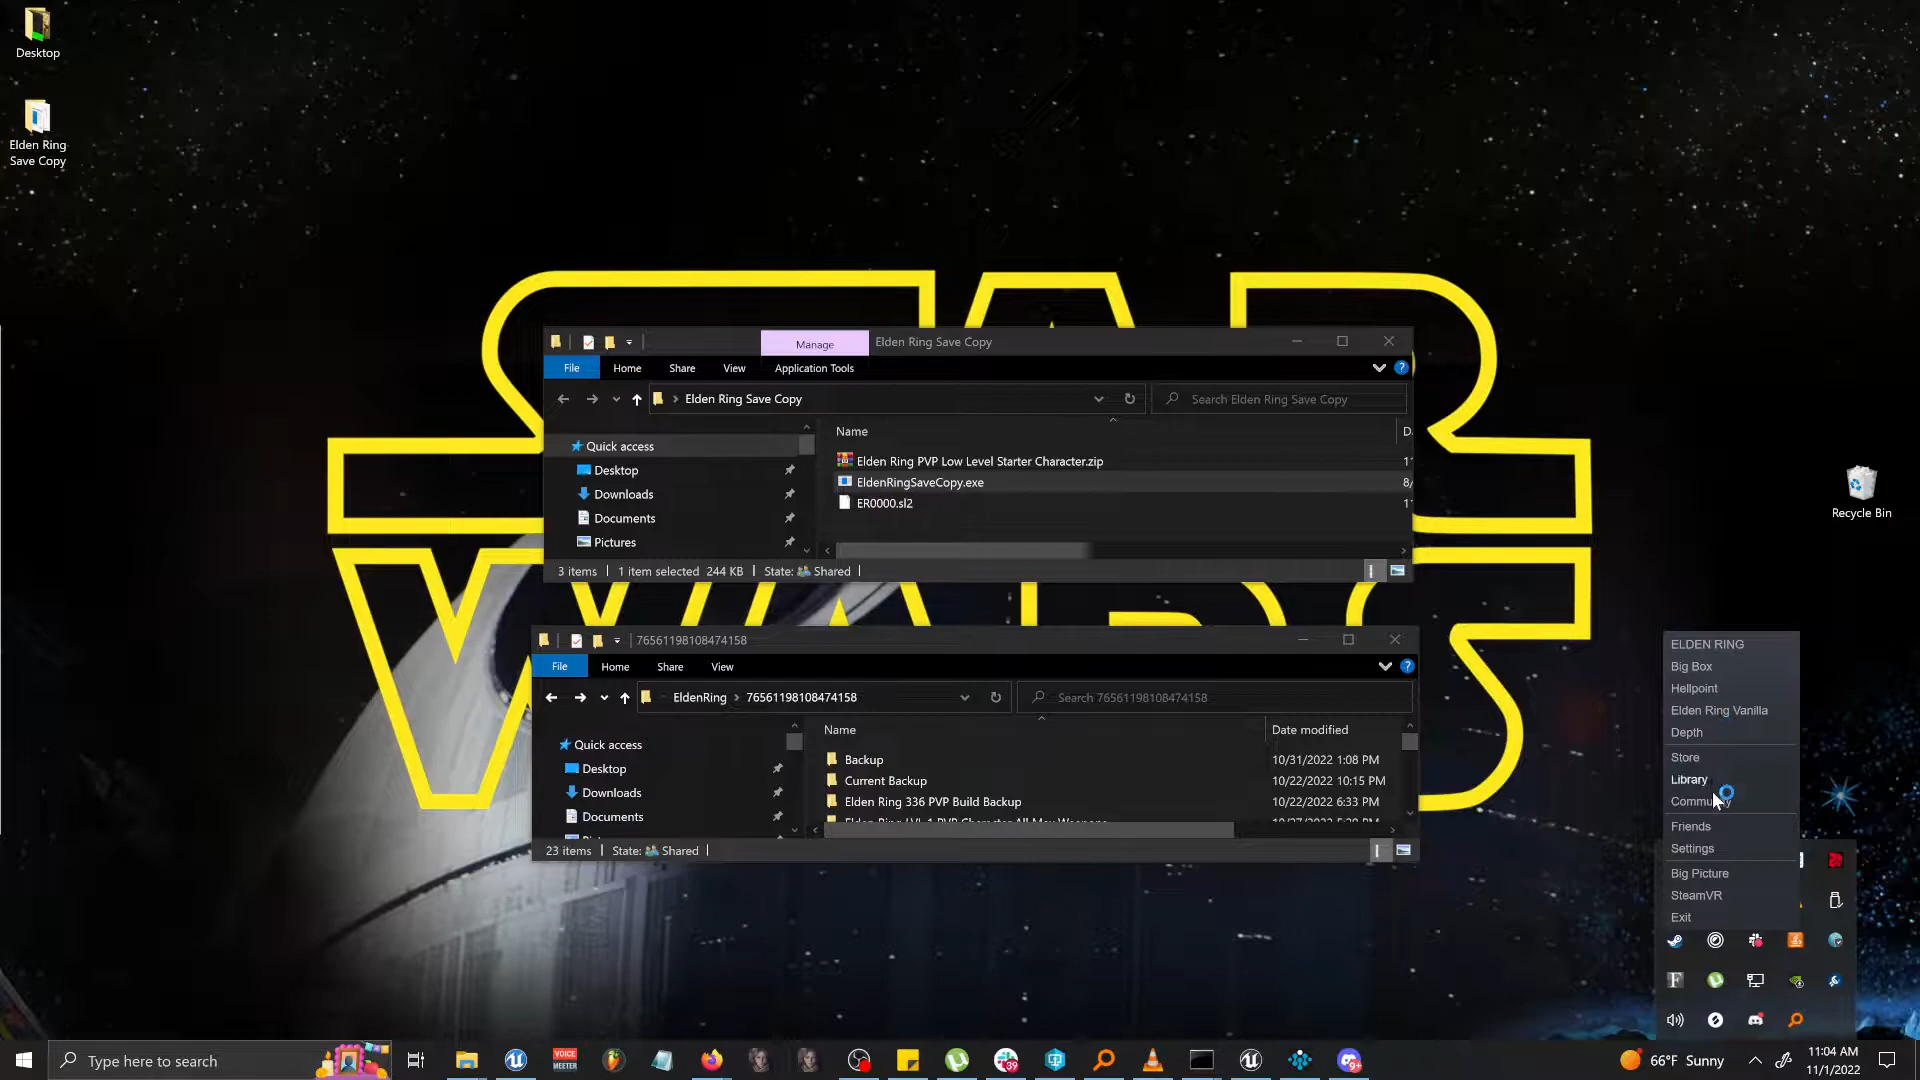 Desktop
Elden Ring
Save Copy
Manage
Elden Ring Save Copy
File
Home
Share
View
Application Tools
Elden Ring Save Copy
Search Elden Ring Save Copy
Quick access
Desktop
Downloads
Documents
Pictures
Name
D
Elden Ring PVP Low Level Starter Character.zip
11
EldenRingSaveCopy.exe
8/
ER0000.sl2
11
3 items
1 item selected 244 KB
State: Shared
Recycle Bin
76561198108474158
File
Home
Share
View
EldenRing > 76561198108474158
Search 76561198108474158
Quick access
Desktop
Downloads
Documents
Name
Date modified
Backup
10/31/2022 1:08 PM
Current Backup
10/22/2022 10:15 PM
Elden Ring 336 PVP Build Backup
10/22/2022 6:33 PM
23 items
State: Shared
ELDEN RING
Big Box
Hellpoint
Elden Ring Vanilla
Depth
Store
Library
Community
Friends
Settings
Big Picture
SteamVR
Exit
Type here to search
VOICE
MEETER
39
9+
66°F Sunny
11:04 AM
11/1/2022